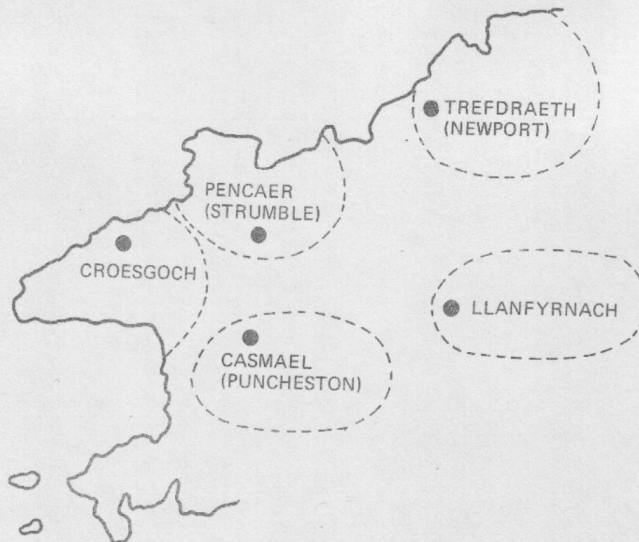 TREFDRAETH
(NEWPORT)
PENCAER
(STRUMBLE)
CROESGOCH
LLANFYRNACH
CASMAEL
(PUNCHESTON)